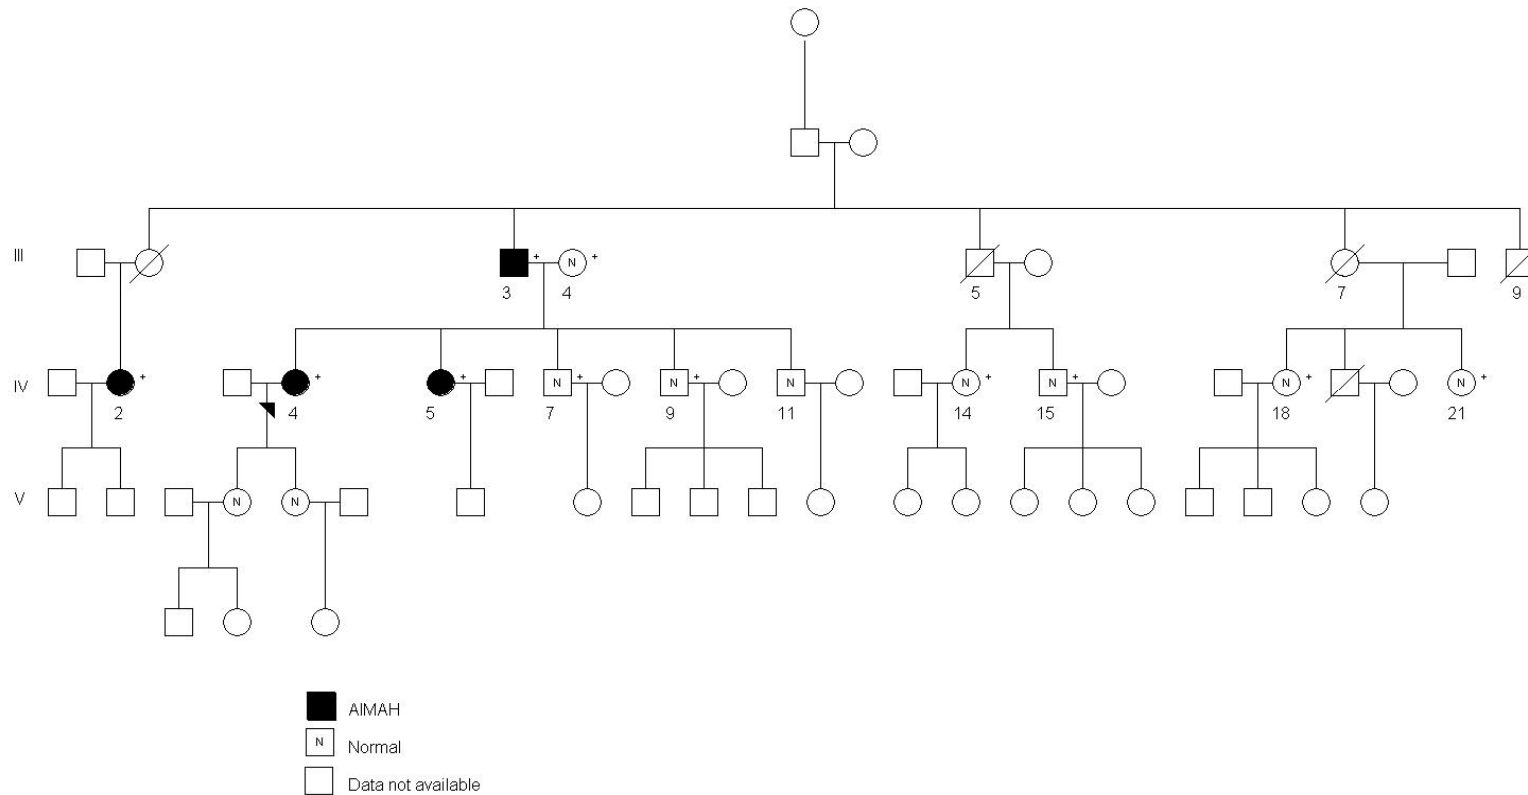 III + N +
3 4 5 7 9
IV + + + N + N + N N + N + N + N +
2 4 5 7 9 11 14 15 18 21
V N N
AIMAH
N Normal
Data not available